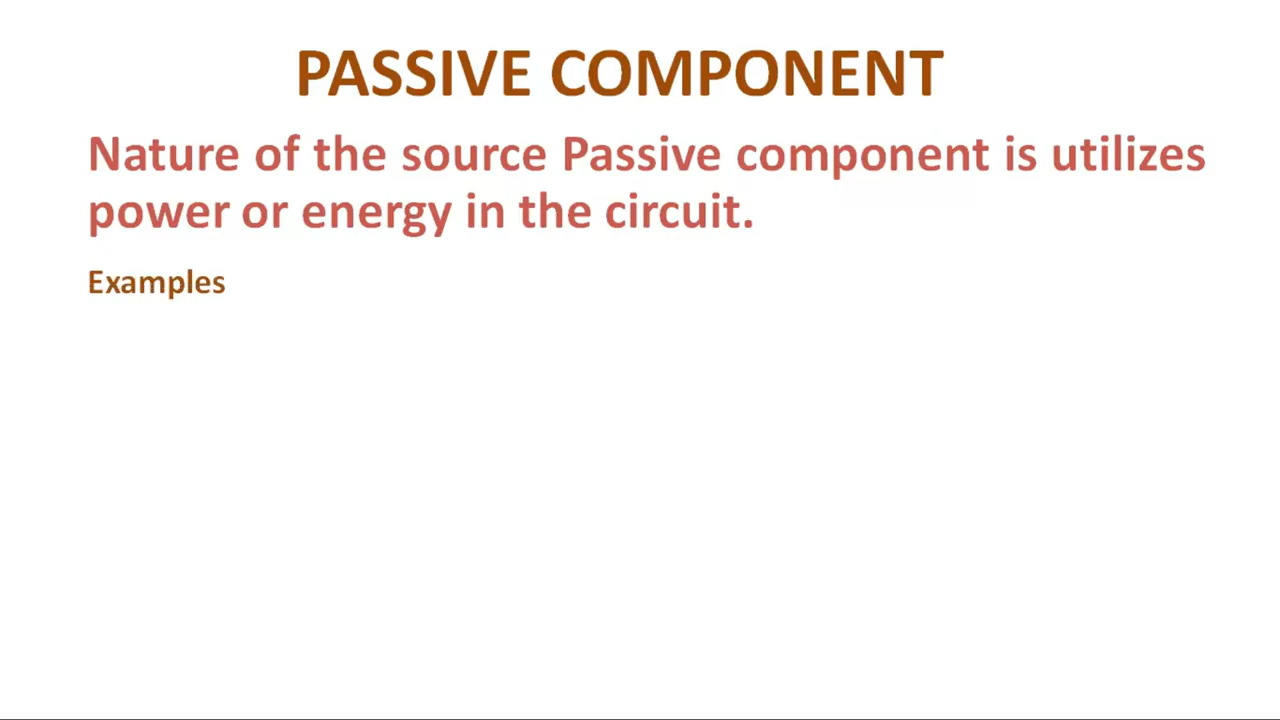 PASSIVE COMPONENT
Nature of the source Passive component is utilizes
power or energy in the circuit.
Examples